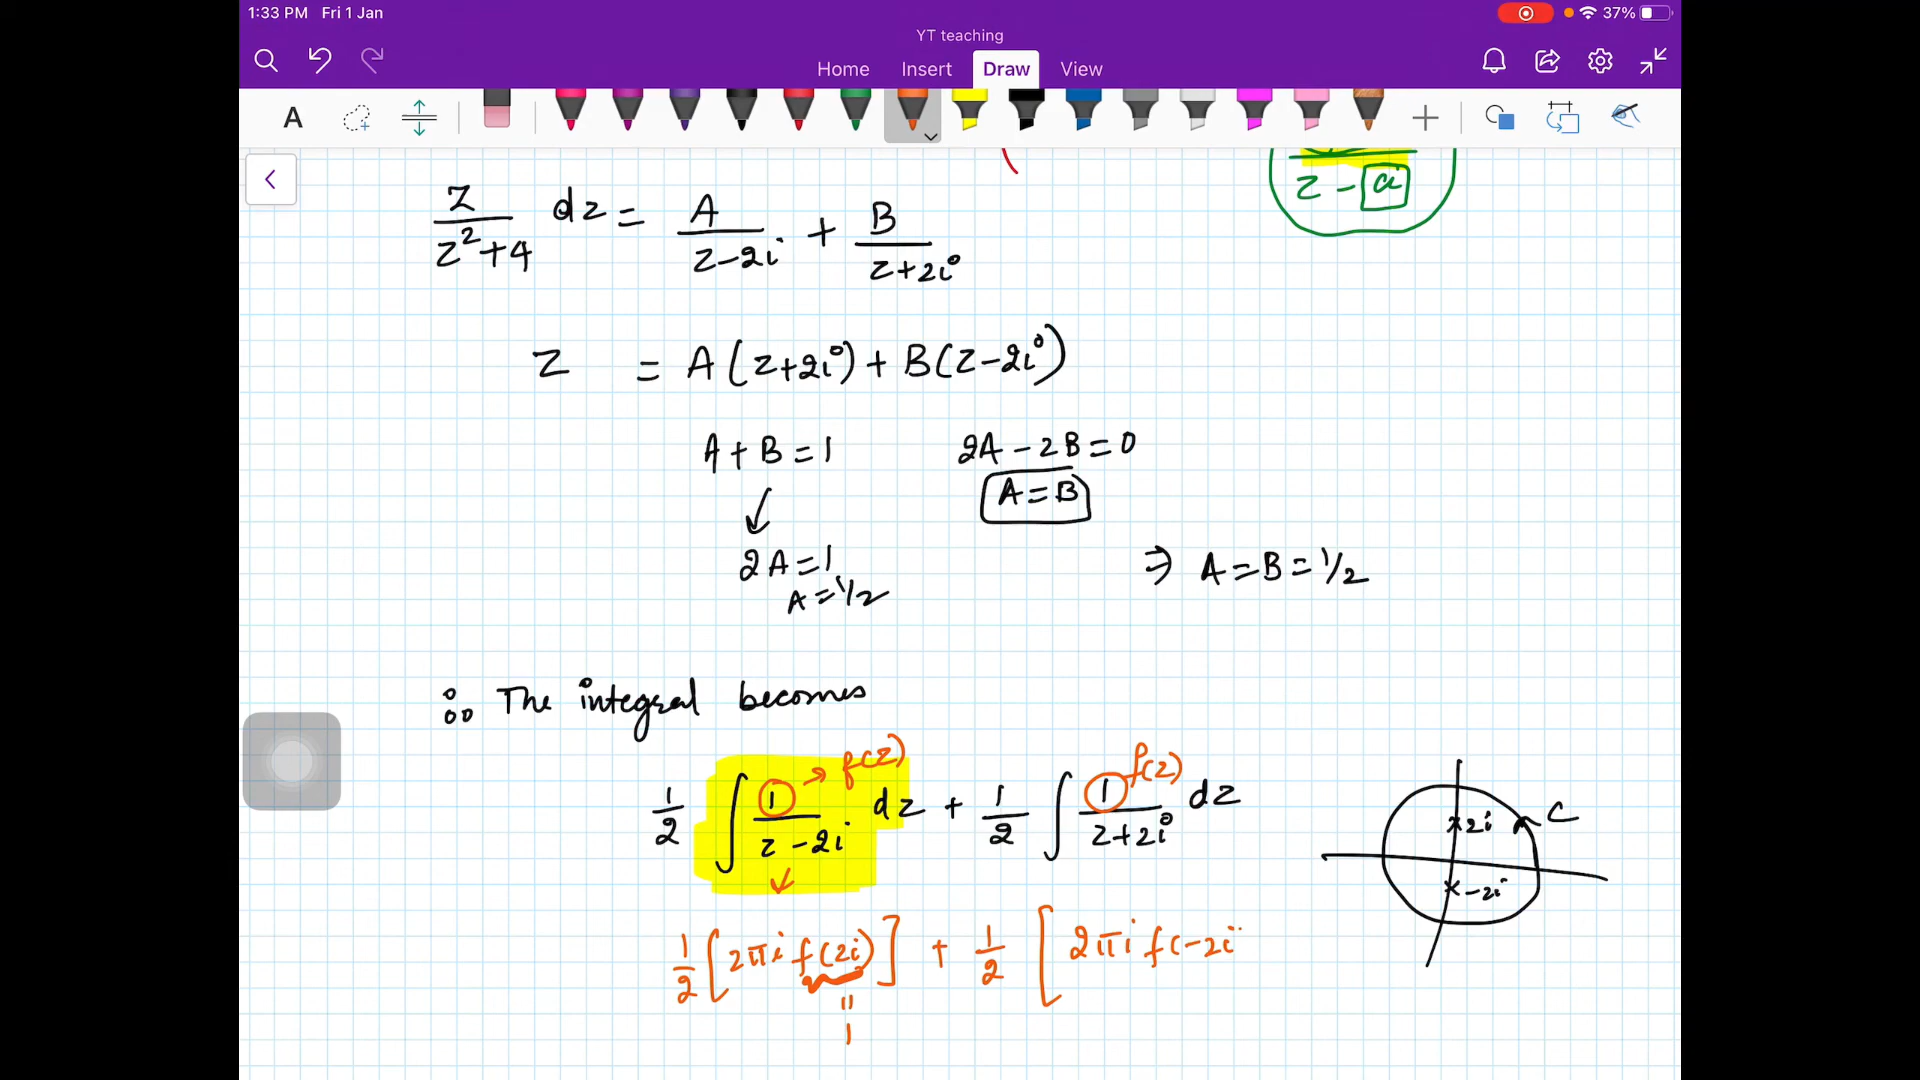 1:33 PM Fri 1 Jan
37%
YT teaching
Home Insert Draw View
A
z - a
z/(z²+4) dz = A/(z-2i) + B/(z+2i)
z = A(z+2i) + B(z-2i)
A + B = 1
2A - 2B = 0
A = B
2A = 1
A = 1/2
⇒ A = B = 1/2
∴ The integral becomes
1/2 ∫ 1/(z-2i) dz + 1/2 ∫ 1/(z+2i) dz
→ f(z)
f(z)
C
2i
-2i
1/2 [2πi f(2i)] + 1/2 [2πi f(-2i
"
1